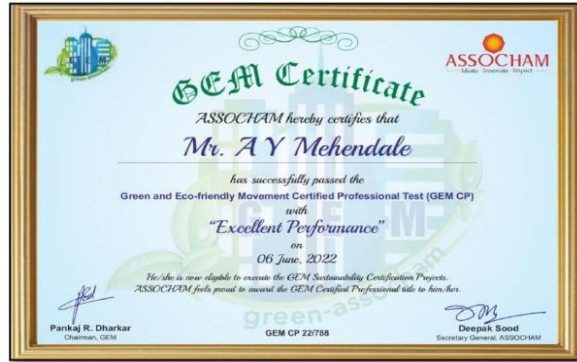 GEM
ASSOCHAM
GEM Certificate
ASSOCHAM hereby certifies that
Mr. A Y Mehendale
has successfully passed the
Green and Eco-friendly Movement Certified Professional Test (GEM CP)
with
"Excellent Performance"
on
06 June, 2022
He/she is now eligible to execute the GEM Sustainability Certification Projects.
ASSOCHAM feels proud to award the GEM Certified Professional title to him/her.
green-assocham
Pankaj R. Dharkar
Chairman, GEM
GEM CP 22/788
Deepak Sood
Secretary General, ASSOCHAM